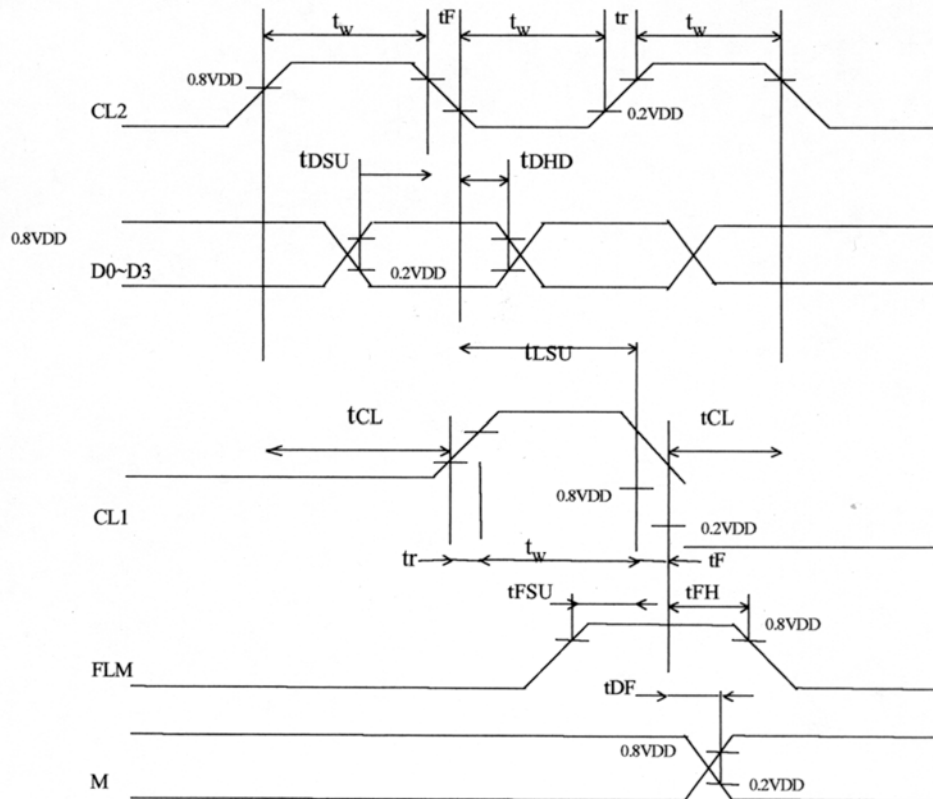 tw tF tw tr tw
0.8VDD
CL2
0.2VDD
tDSU tDHD
0.8VDD
D0~D3
0.2VDD
tLSU
tCL tCL
0.8VDD
CL1
0.2VDD
tr tw tF
tFSU tFH
0.8VDD
FLM
tDF
0.8VDD
M
0.2VDD